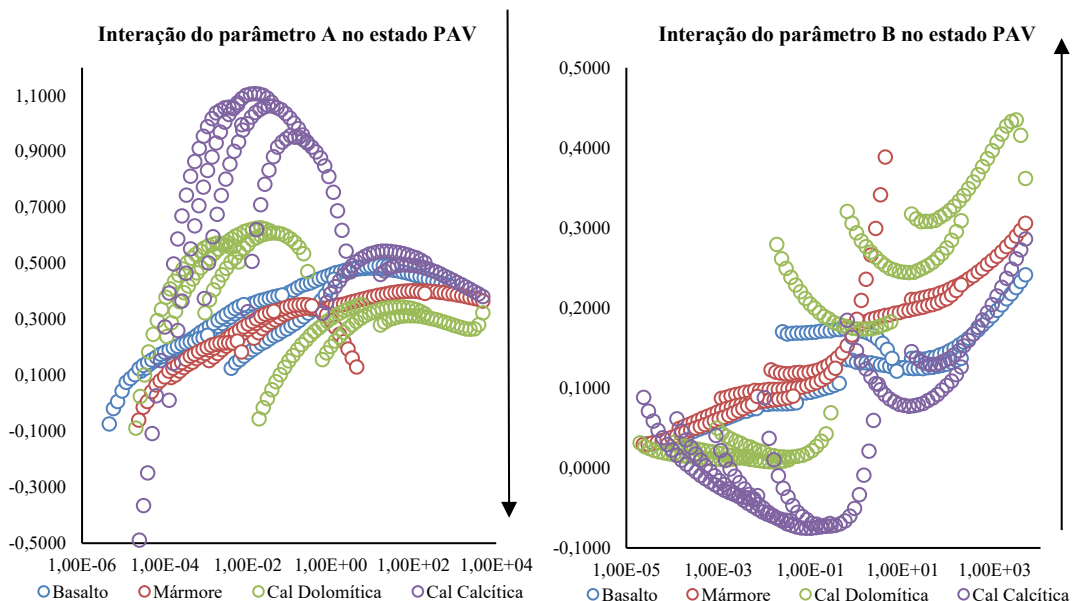 Interação do parâmetro A no estado PAV
1,1000
0,9000
0,7000
0,5000
0,3000
0,1000
-0,1000
-0,3000
-0,5000
1,00E-06 1,00E-04 1,00E-02 1,00E+00 1,00E+02 1,00E+04
Basalto Mármore Cal Dolomítica Cal Calcítica
Interação do parâmetro B no estado PAV
0,5000
0,4000
0,3000
0,2000
0,1000
0,0000
-0,1000
1,00E-05 1,00E-03 1,00E-01 1,00E+01 1,00E+03
Basalto Mármore Cal Dolomítica Cal Calcítica